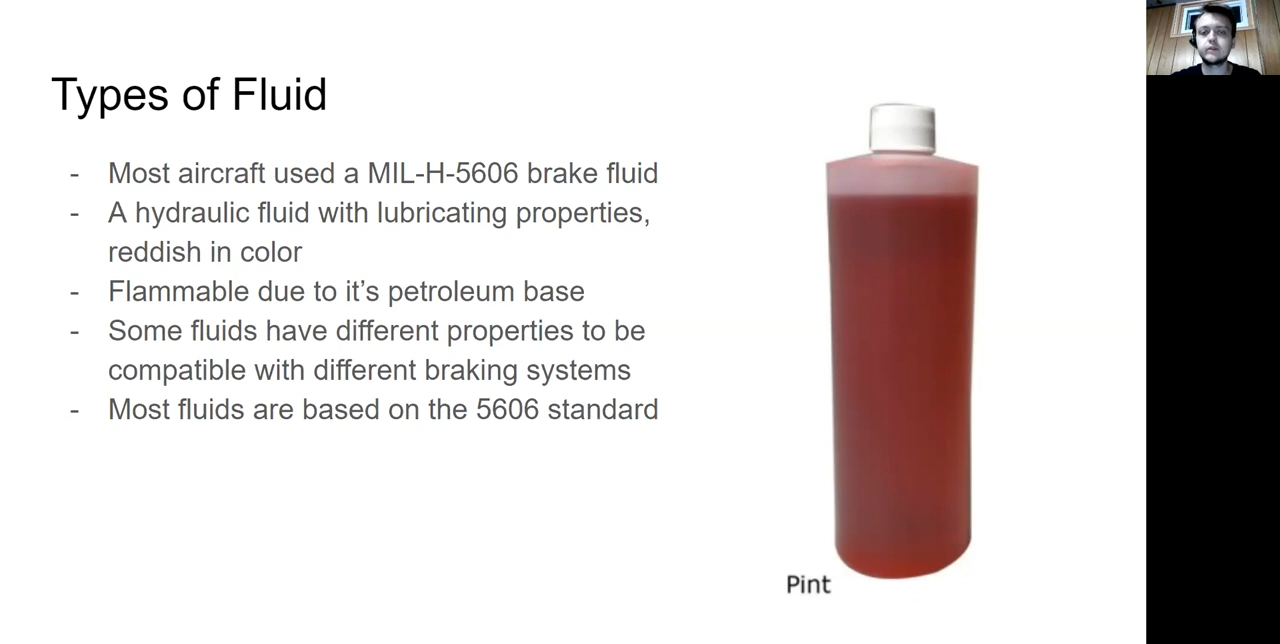 Types of Fluid
- Most aircraft used a MIL-H-5606 brake fluid
- A hydraulic fluid with lubricating properties,
reddish in color
- Flammable due to it’s petroleum base
- Some fluids have different properties to be
compatible with different braking systems
- Most fluids are based on the 5606 standard
Pint